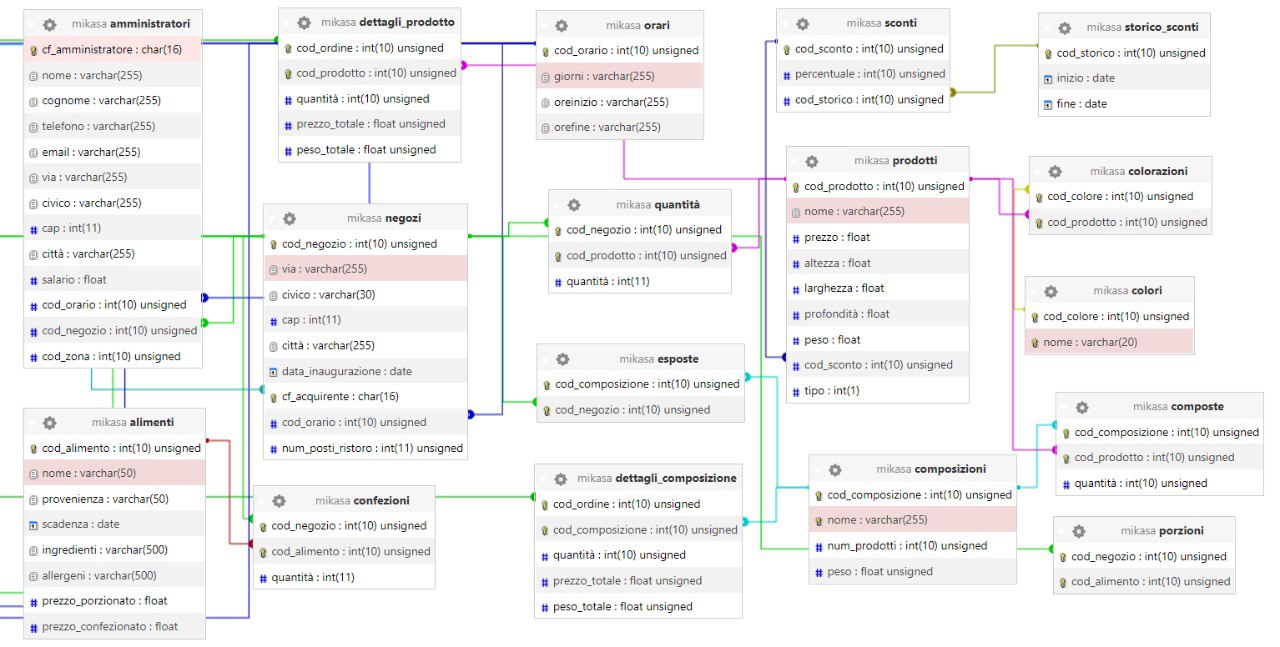 mikasa amministratori
cf_amministratore : char(16)
nome : varchar(255)
cognome : varchar(255)
telefono : varchar(255)
email : varchar(255)
via : varchar(255)
civico : varchar(255)
cap : int(11)
città : varchar(255)
salario : float
cod_orario : int(10) unsigned
cod_negozio : int(10) unsigned
cod_zona : int(10) unsigned
mikasa dettagli_prodotto
cod_ordine : int(10) unsigned
cod_prodotto : int(10) unsigned
quantità : int(10) unsigned
prezzo_totale : float unsigned
peso_totale : float unsigned
mikasa orari
cod_orario : int(10) unsigned
giorni : varchar(255)
oreinizio : varchar(255)
orefine : varchar(255)
mikasa sconti
cod_sconto : int(10) unsigned
percentuale : int(10) unsigned
cod_storico : int(10) unsigned
mikasa storico_sconti
cod_storico : int(10) unsigned
inizio : date
fine : date
mikasa negozi
cod_negozio : int(10) unsigned
via : varchar(255)
civico : varchar(30)
cap : int(11)
città : varchar(255)
data_inaugurazione : date
cf_acquirente : char(16)
cod_orario : int(10) unsigned
num_posti_ristoro : int(11) unsigned
mikasa quantità
cod_negozio : int(10) unsigned
cod_prodotto : int(10) unsigned
quantità : int(11)
mikasa prodotti
cod_prodotto : int(10) unsigned
nome : varchar(255)
prezzo : float
altezza : float
larghezza : float
profondità : float
peso : float
cod_sconto : int(10) unsigned
tipo : int(1)
mikasa colorazioni
cod_colore : int(10) unsigned
cod_prodotto : int(10) unsigned
mikasa colori
cod_colore : int(10) unsigned
nome : varchar(20)
mikasa esposte
cod_composizione : int(10) unsigned
cod_negozio : int(10) unsigned
mikasa composte
cod_composizione : int(10) unsigned
cod_prodotto : int(10) unsigned
quantità : int(10) unsigned
mikasa alimenti
cod_alimento : int(10) unsigned
nome : varchar(50)
provenienza : varchar(50)
scadenza : date
ingredienti : varchar(500)
allergeni : varchar(500)
prezzo_porzionato : float
prezzo_confezionato : float
mikasa confezioni
cod_negozio : int(10) unsigned
cod_alimento : int(10) unsigned
quantità : int(11)
mikasa dettagli_composizione
cod_ordine : int(10) unsigned
cod_composizione : int(10) unsigned
quantità : int(10) unsigned
prezzo_totale : float unsigned
peso_totale : float unsigned
mikasa composizioni
cod_composizione : int(10) unsigned
nome : varchar(255)
num_prodotti : int(10) unsigned
peso : float unsigned
mikasa porzioni
cod_negozio : int(10) unsigned
cod_alimento : int(10) unsigned